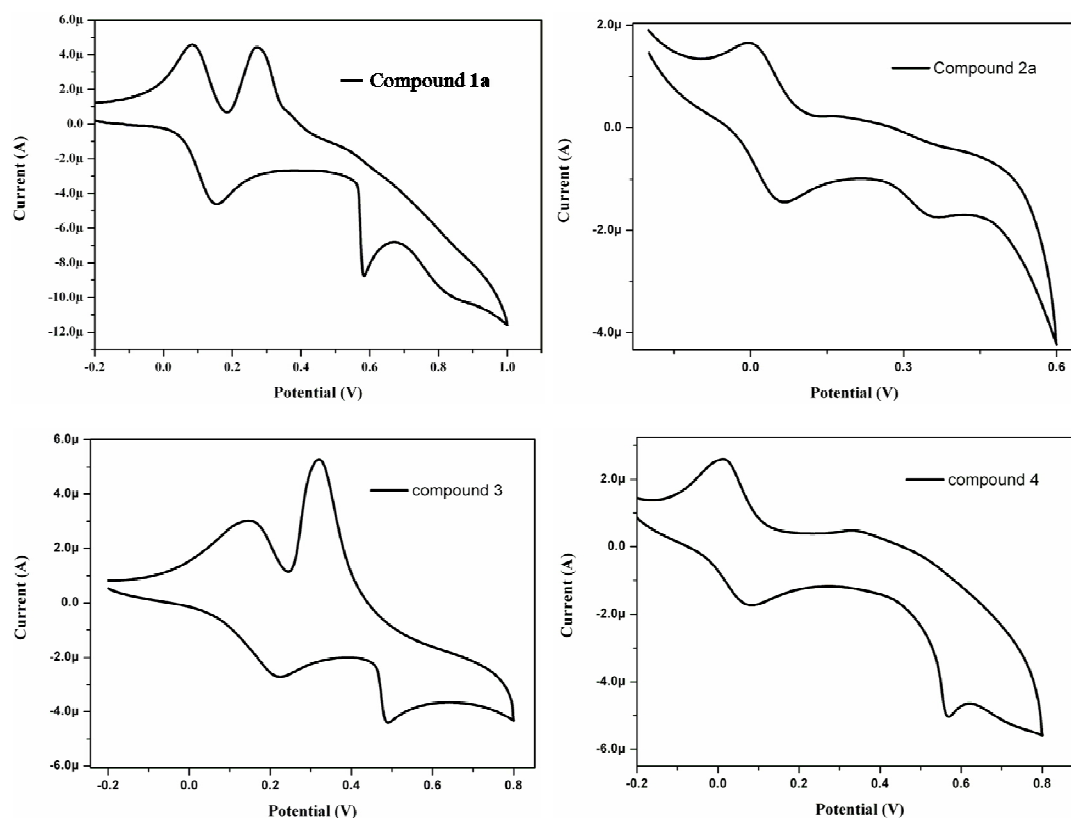 6.0µ
4.0µ
2.0µ
0.0
-2.0µ
-4.0µ
-6.0µ
-8.0µ
-10.0µ
-12.0µ
Current (A)
Compound 1a
-0.2 0.0 0.2 0.4 0.6 0.8 1.0
Potential (V)
2.0µ
0.0
-2.0µ
-4.0µ
Current (A)
Compound 2a
0.0 0.3 0.6
Potential (V)
6.0µ
4.0µ
2.0µ
0.0
-2.0µ
-4.0µ
-6.0µ
Current (A)
compound 3
-0.2 0.0 0.2 0.4 0.6 0.8
Potential (V)
2.0µ
0.0
-2.0µ
-4.0µ
-6.0µ
Current (A)
compound 4
-0.2 0.0 0.2 0.4 0.6 0.8
Potential (V)